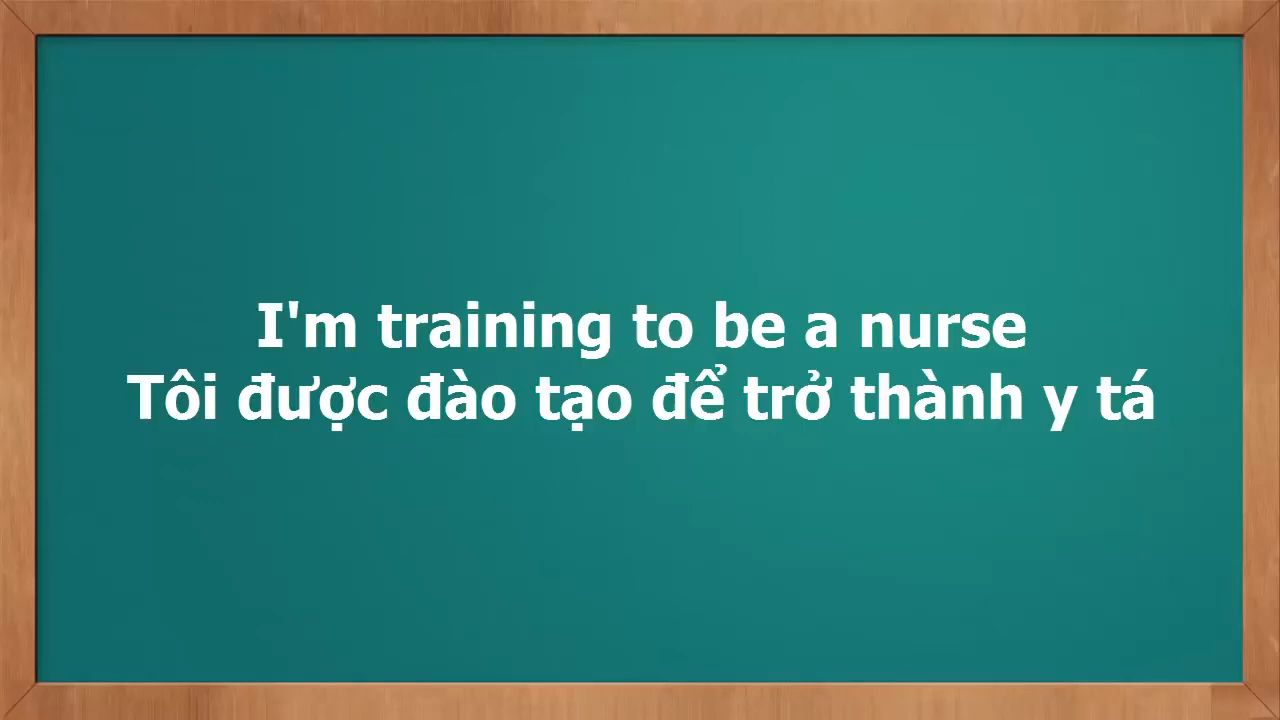 I'm training to be a nurse
Tôi được đào tạo để trở thành y tá